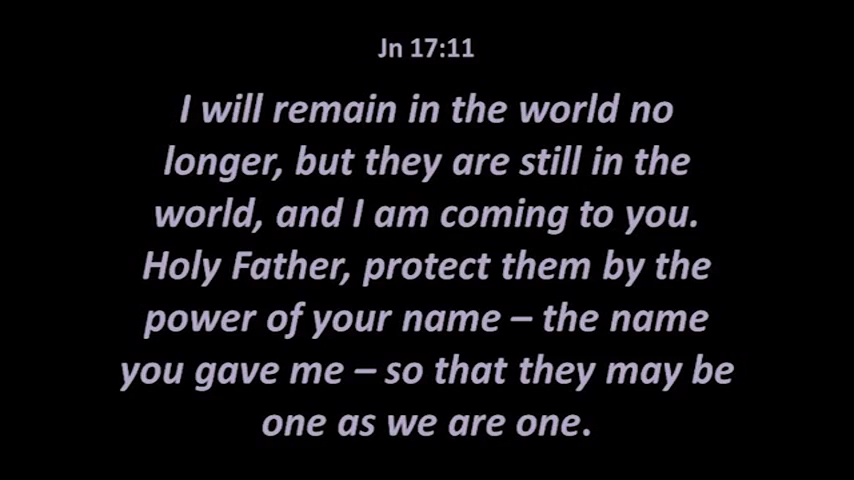 Jn 17:11
I will remain in the world no
longer, but they are still in the
world, and I am coming to you.
Holy Father, protect them by the
power of your name – the name
you gave me – so that they may be
one as we are one.